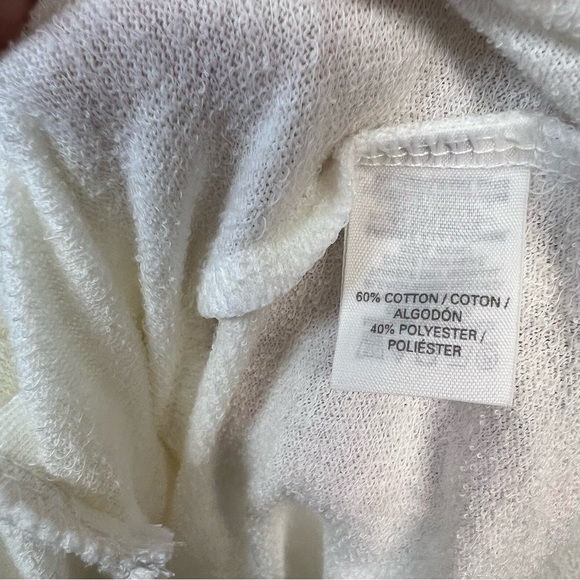 60% COTTON / COTON /
ALGODÓN
40% POLYESTER /
POLIÉSTER